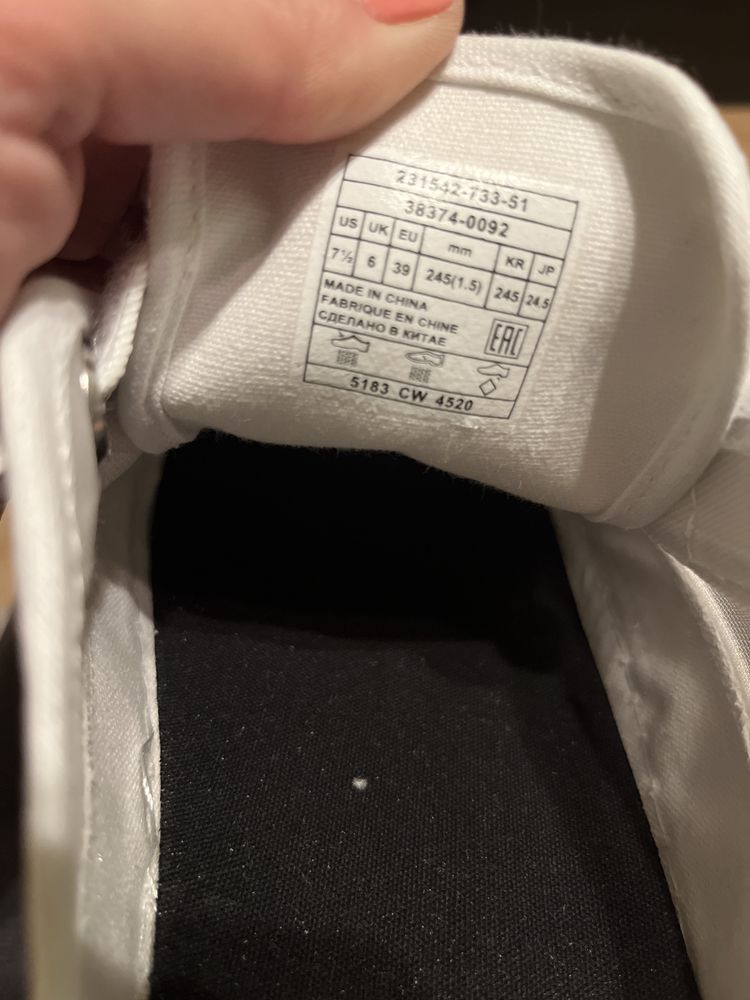 231542-733-51
38374-0092
US UK EU mm KR JP
7½ 6 39 245(1.5) 245 24.5
MADE IN CHINA
FABRIQUE EN CHINE
СДЕЛАНО В КИТАЕ
EAC
5183 CW 4520